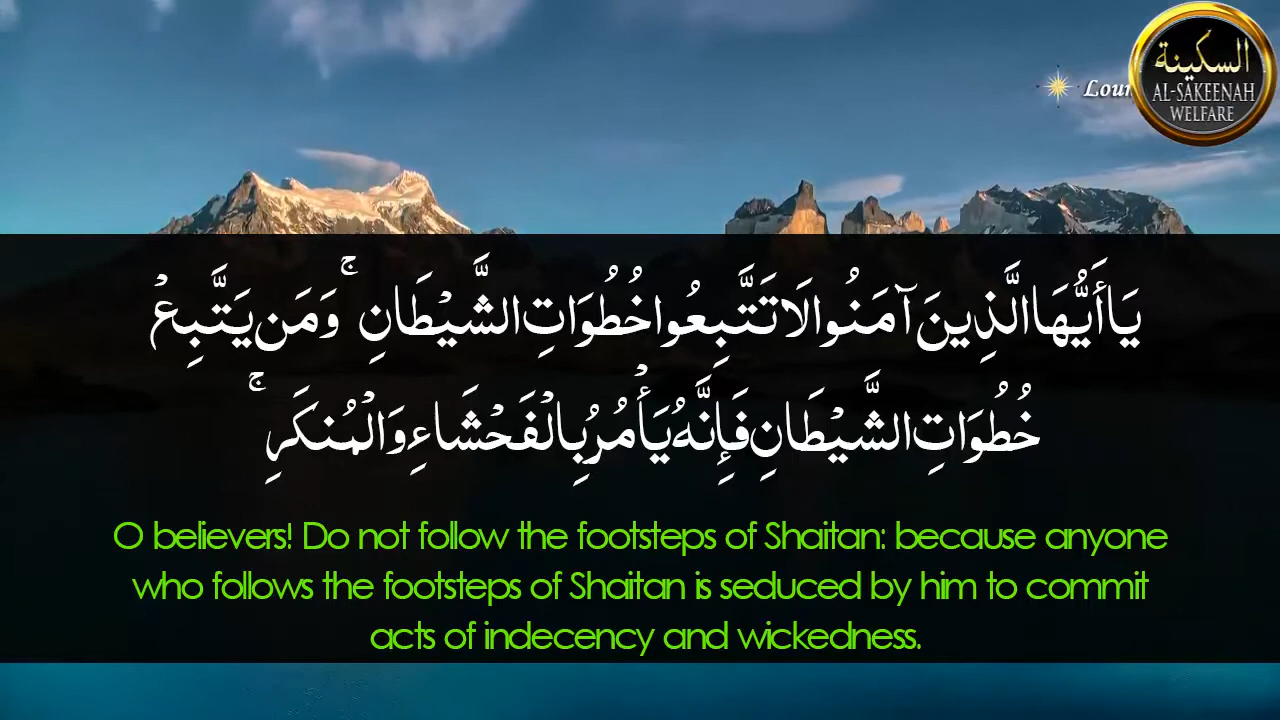 السكينة
AL-SAKEENAH
WELFARE
يَا أَيُّهَا الَّذِينَ آمَنُوا لَا تَتَّبِعُوا خُطُوَاتِ الشَّيْطَانِ ۚ وَمَن يَتَّبِعْ
خُطُوَاتِ الشَّيْطَانِ فَإِنَّهُ يَأْمُرُ بِالْفَحْشَاءِ وَالْمُنكَرِ ۚ
O believers! Do not follow the footsteps of Shaitan: because anyone
who follows the footsteps of Shaitan is seduced by him to commit
acts of indecency and wickedness.